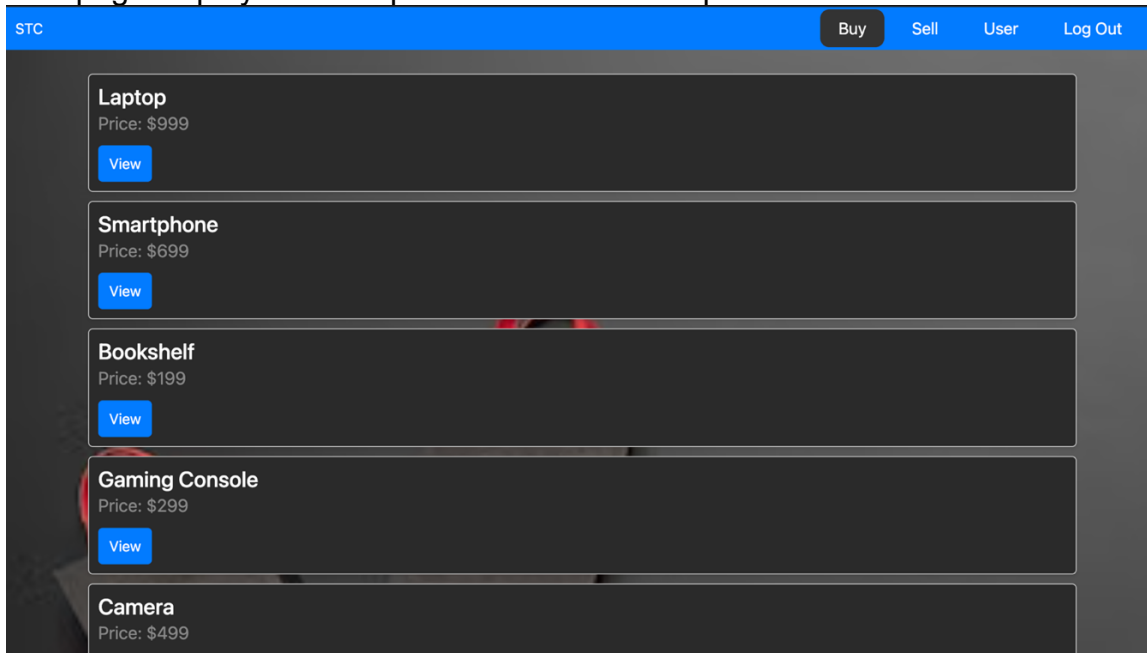 STC Buy Sell User Log Out
Laptop
Price: $999
View
Smartphone
Price: $699
View
Bookshelf
Price: $199
View
Gaming Console
Price: $299
View
Camera
Price: $499